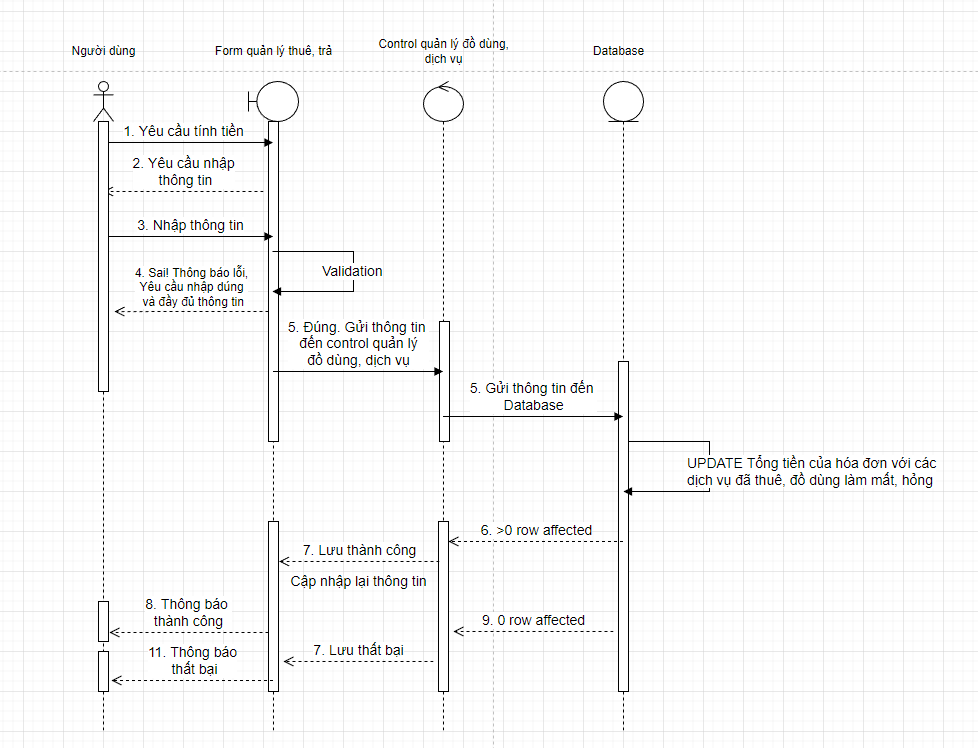 Người dùng
Form quản lý thuê, trả
Control quản lý đồ dùng,
dịch vụ
Database
1. Yêu cầu tính tiền
2. Yêu cầu nhập
thông tin
3. Nhập thông tin
Validation
4. Sai! Thông báo lỗi,
Yêu cầu nhập dúng
và đầy đủ thông tin
5. Đúng. Gửi thông tin
đến control quản lý
đồ dùng, dịch vụ
5. Gửi thông tin đến
Database
UPDATE Tổng tiền của hóa đơn với các
dịch vụ đã thuê, đồ dùng làm mất, hỏng
6. >0 row affected
7. Lưu thành công
Cập nhập lại thông tin
8. Thông báo
thành công
9. 0 row affected
7. Lưu thất bại
11. Thông báo
thất bại